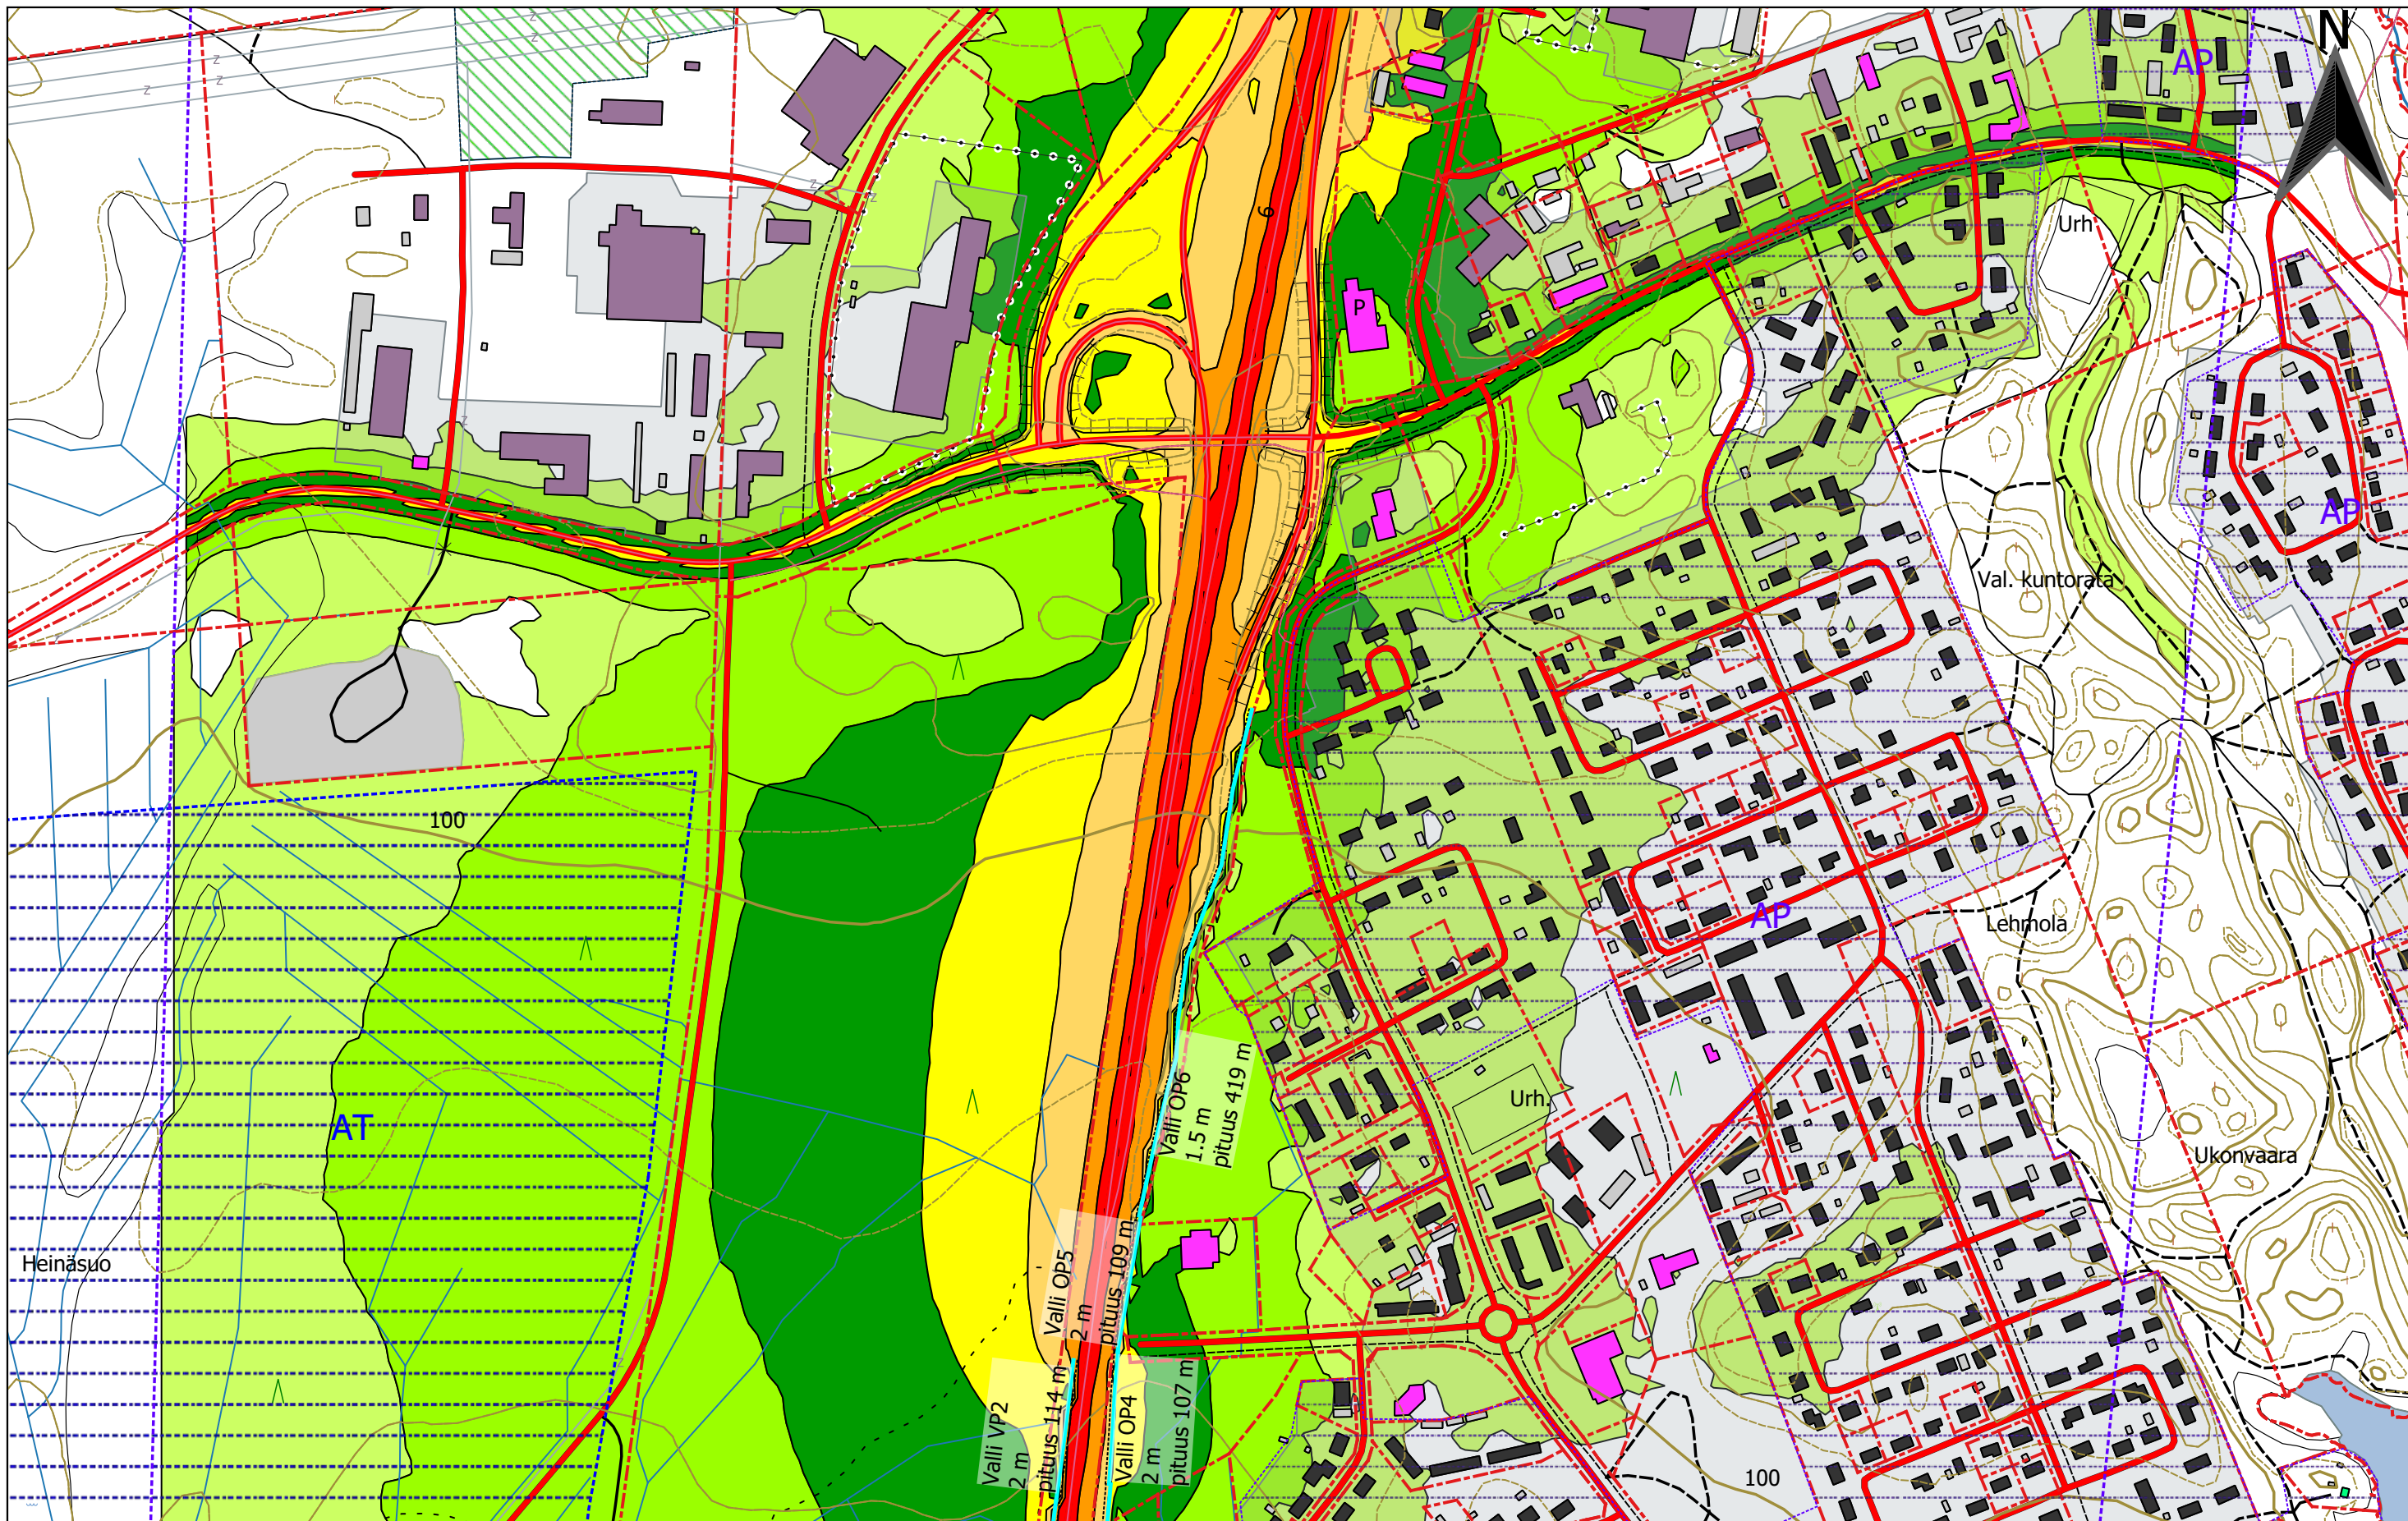 N
AP
z
z
z
z
z
z
z
6
Urh
P
AP
z
Val. kuntorata
100
AP
Lehmola
Urh.
Valli OP6
1.5 m
pituus 419 m
AT
Ukonvaara
Heinäsuo
Valli OP5
2 m
pituus 109 m
Valli VP2
2 m
pituus 114 m
Valli OP4
2 m
pituus 107 m
100